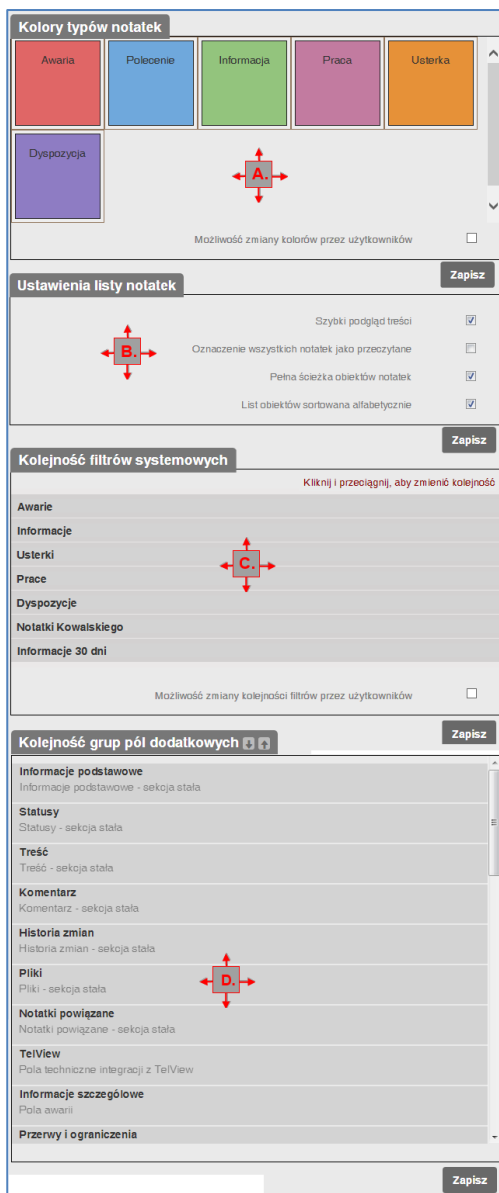 Kolory typów notatek
Awaria Polecenie Informacja Praca Usterka
Dyspozycja
A.
Możliwość zmiany kolorów przez użytkowników
Zapisz
Ustawienia listy notatek
Szybki podgląd treści
B.
Oznaczenie wszystkich notatek jako przeczytane
Pełna ścieżka obiektów notatek
List obiektów sortowana alfabetycznie
Zapisz
Kolejność filtrów systemowych
Kliknij i przeciągnij, aby zmienić kolejność
Awarie
Informacje
Usterki
C.
Prace
Dyspozycje
Notatki Kowalskiego
Informacje 30 dni
Możliwość zmiany kolejności filtrów przez użytkowników
Zapisz
Kolejność grup pól dodatkowych
Informacje podstawowe
Informacje podstawowe - sekcja stała
Statusy
Statusy - sekcja stała
Treść
Treść - sekcja stała
Komentarz
Komentarz - sekcja stała
Historia zmian
Historia zmian - sekcja stała
Pliki
D.
Pliki - sekcja stała
Notatki powiązane
Notatki powiązane - sekcja stała
TelView
Pola techniczne integracji z TelView
Informacje szczegółowe
Pola awarii
Przerwy i ograniczenia
Zapisz